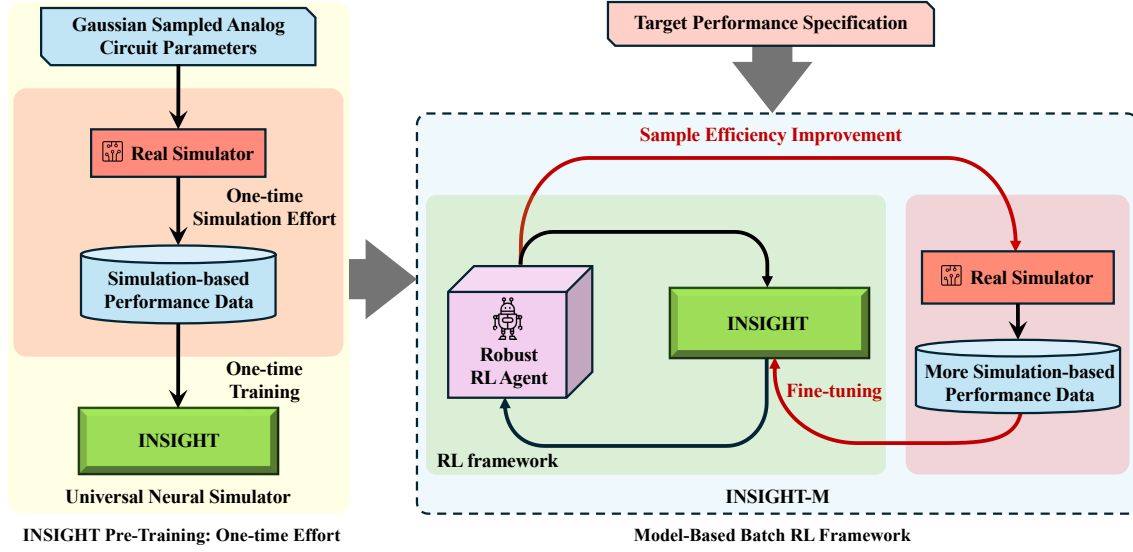 Gaussian Sampled Analog
Circuit Parameters
Real Simulator
One-time
Simulation Effort
Simulation-based
Performance Data
One-time
Training
INSIGHT
Universal Neural Simulator
INSIGHT Pre-Training: One-time Effort
Target Performance Specification
Sample Efficiency Improvement
Robust
RL Agent
INSIGHT
Fine-tuning
RL framework
Real Simulator
More Simulation-based
Performance Data
INSIGHT-M
Model-Based Batch RL Framework